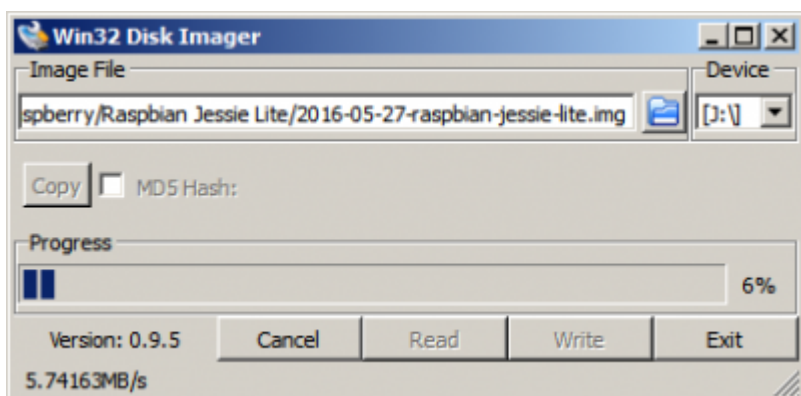 Win32 Disk Imager
Image File
Device
spberry/Raspbian Jessie Lite/2016-05-27-raspbian-jessie-lite.img
[J:\]
Copy
MD5 Hash:
Progress
6%
Version: 0.9.5
Cancel
Read
Write
Exit
5.74163MB/s